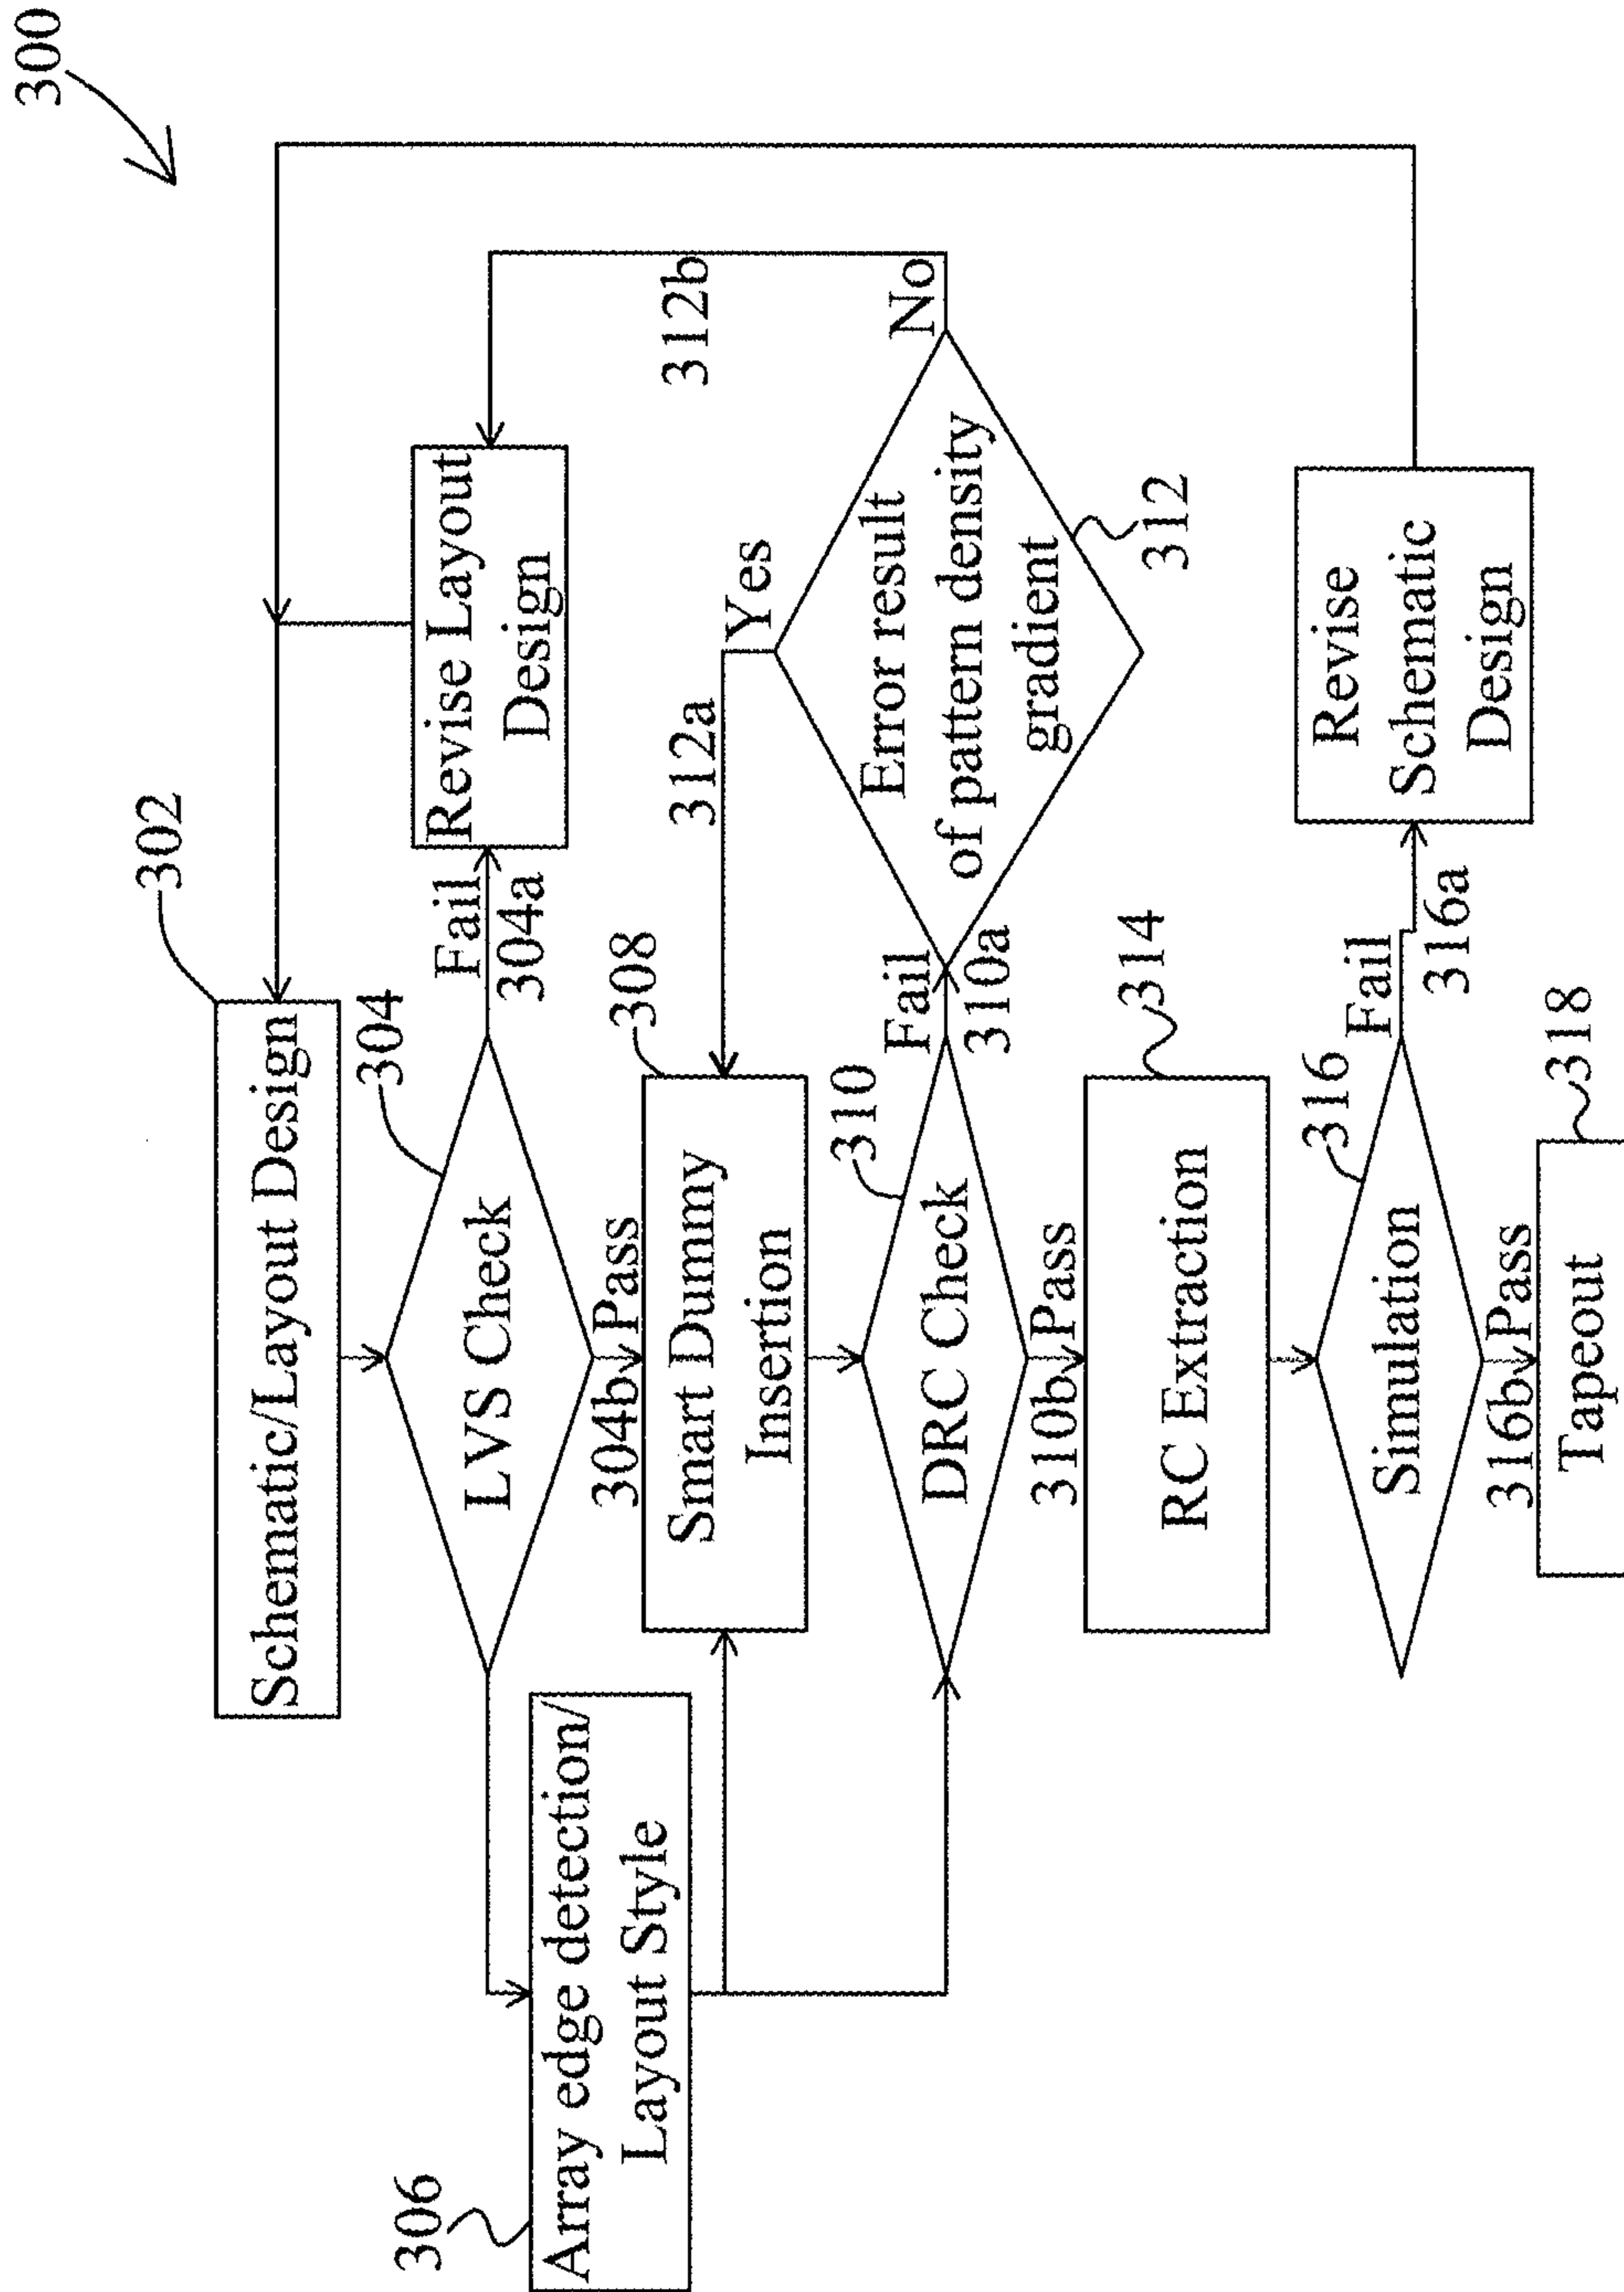 300
302
Schematic/Layout Design
304
LVS Check
Fail
304a
Revise Layout
Design
304b Pass
306
Array edge detection/
Layout Style
308
Smart Dummy
Insertion
312a
Yes
312b
No
310
DRC Check
Fail
310a
Error result
of pattern density
gradient
312
310b Pass
314
RC Extraction
316
Simulation
Fail
316a
Revise
Schematic
Design
316b Pass
318
Tapeout